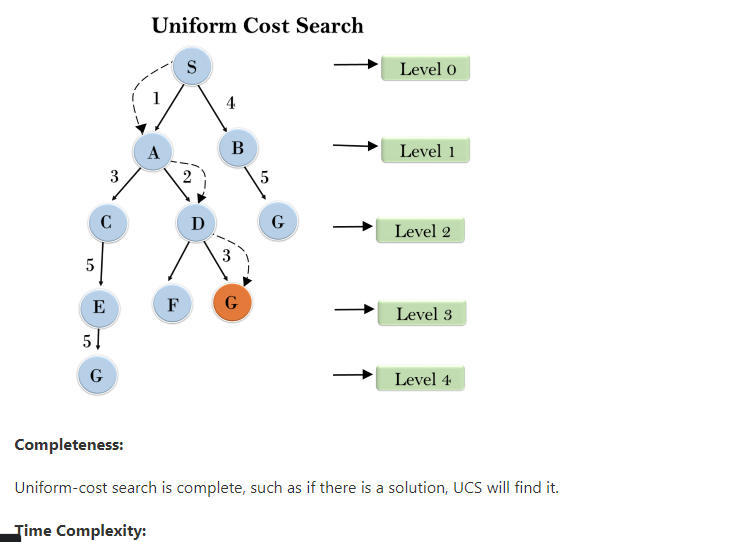 Uniform Cost Search
S
Level 0
1
4
A
B
Level 1
3
2
5
C
D
G
Level 2
5
3
E
F
G
Level 3
5
G
Level 4
Completeness:
Uniform-cost search is complete, such as if there is a solution, UCS will find it.
Time Complexity: